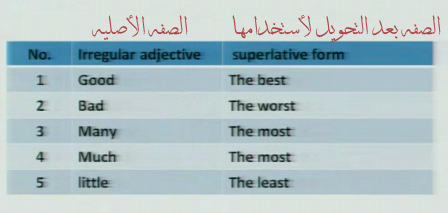 الصفه الأصليه الصفه بعد التحويل لأستخدامها
No. Irregular adjective superlative form
1 Good The best
2 Bad The worst
3 Many The most
4 Much The most
5 little The least